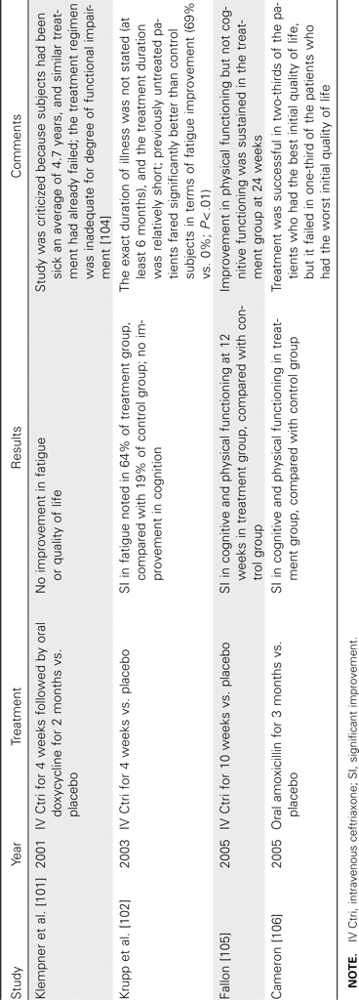 Study Year Treatment Results Comments
Klempner et al. [101] 2001 IV Ctri for 4 weeks followed by oral doxycycline for 2 months vs. placebo No improvement in fatigue or quality of life Study was criticized because subjects had been sick an average of 4.7 years, and similar treatment had already failed; the treatment regimen was inadequate for degree of functional impairment [104]
Krupp et al. [102] 2003 IV Ctri for 4 weeks vs. placebo SI in fatigue noted in 64% of treatment group, compared with 19% of control group; no improvement in cognition The exact duration of illness was not stated (at least 6 months), and the treatment duration was relatively short; previously untreated patients fared significantly better than control subjects in terms of fatigue improvement (69% vs. 0%; P<.01)
Fallon [105] 2005 IV Ctri for 10 weeks vs. placebo SI in cognitive and physical functioning at 12 weeks in treatment group, compared with control group Improvement in physical functioning but not cognitive functioning was sustained in the treatment group at 24 weeks
Cameron [106] 2005 Oral amoxicillin for 3 months vs. placebo SI in cognitive and physical functioning in treatment group, compared with control group Treatment was successful in two-thirds of the patients who had the best initial quality of life, but it failed in one-third of the patients who had the worst initial quality of life
NOTE. IV Ctri, intravenous ceftriaxone; SI, significant improvement.